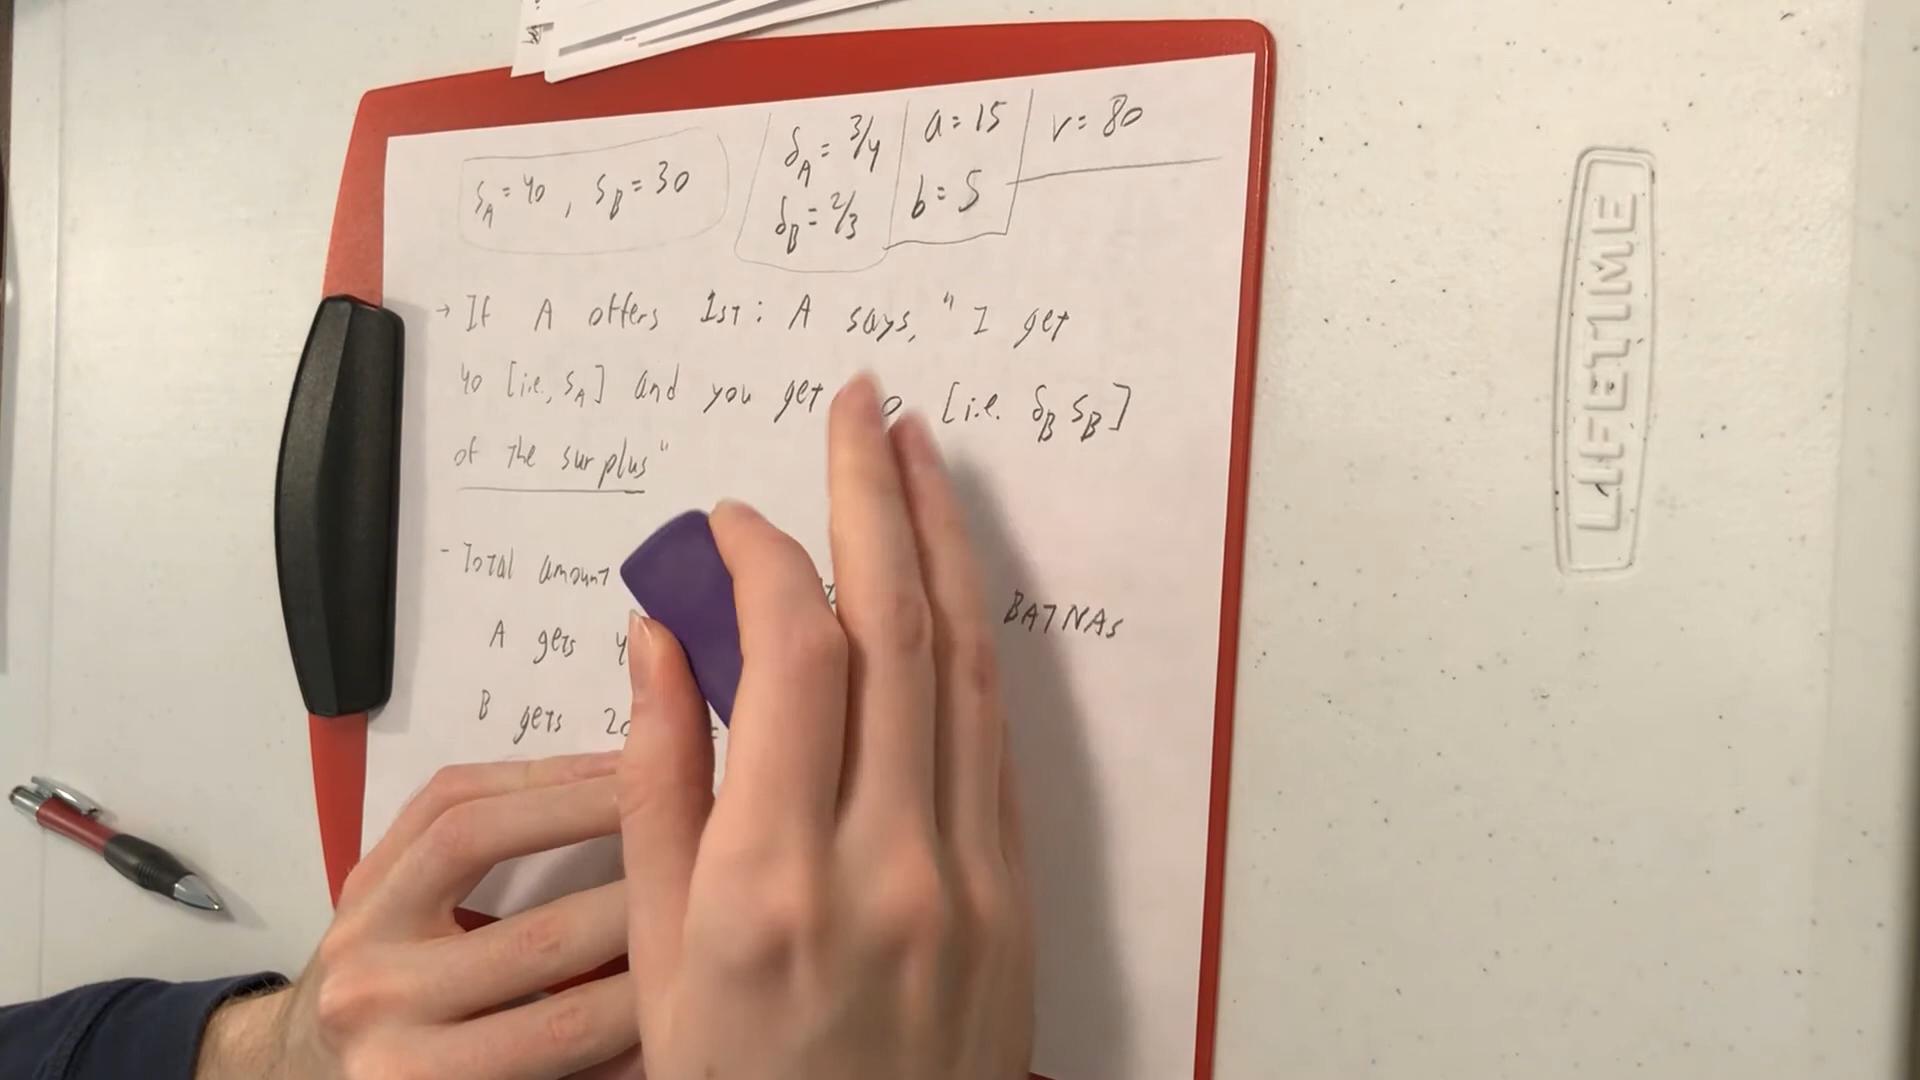 S_A = 40 , S_B = 30
δ_A = 3/4
δ_B = 2/3
a = 15
b = 5
v = 80
→ If A offers 1st: A says, "I get
40 [i.e., S_A] and you get [i.e. δ_B S_B]
of the surplus"
- Total amount BATNAs
A gets
B gets
LIFETIME